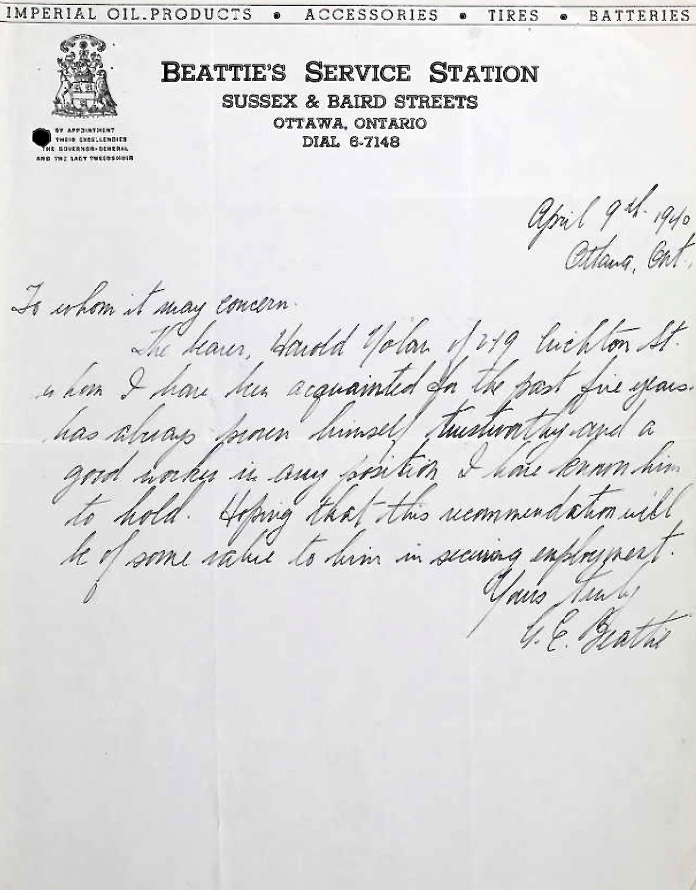 IMPERIAL OIL PRODUCTS • ACCESSORIES • TIRES • BATTERIES
BEATTIE'S SERVICE STATION
SUSSEX & BAIRD STREETS
OTTAWA, ONTARIO
DIAL 6-7148
BY APPOINTMENT
THEIR EXCELLENCIES
THE GOVERNOR-GENERAL
AND THE LADY TWEEDSMUIR
April 9th. 1940
Ottawa, Ont.,
To whom it may concern.
The bearer, Harold Nolan of 249 St.
whom I have been acquainted for the past five years.
has always proven himself trustworthy and a
good worker in any position I have known him
to hold. Hoping that this recommendation will
be of some value to him in securing employment.
Yours truly
G. E. Beattie